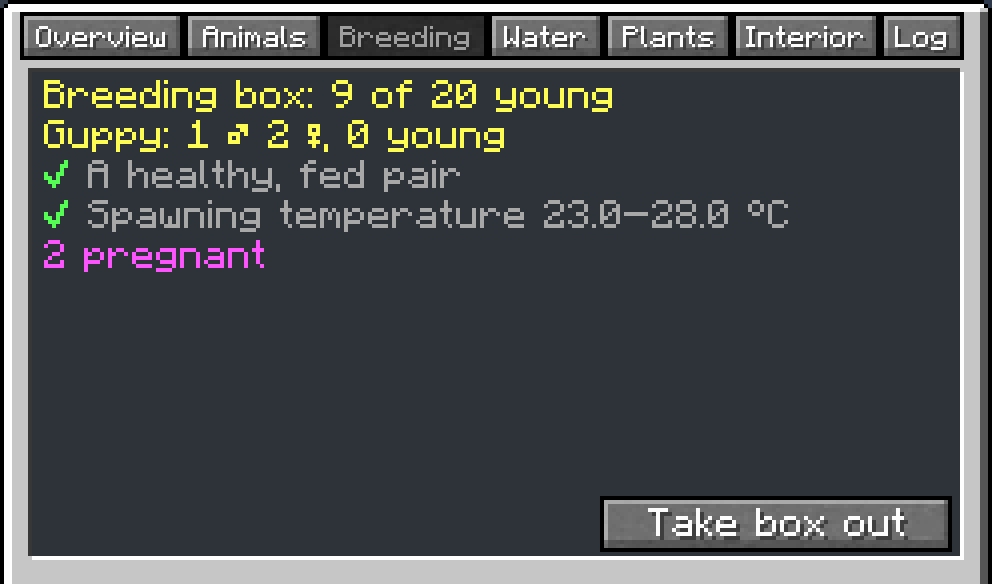 Overview Animals Breeding Water Plants Interior Log
Breeding box: 9 of 20 young
Guppy: 1 ♂ 2 ♀, 0 young
✔ A healthy, fed pair
✔ Spawning temperature 23.0–28.0 °C
2 pregnant
Take box out